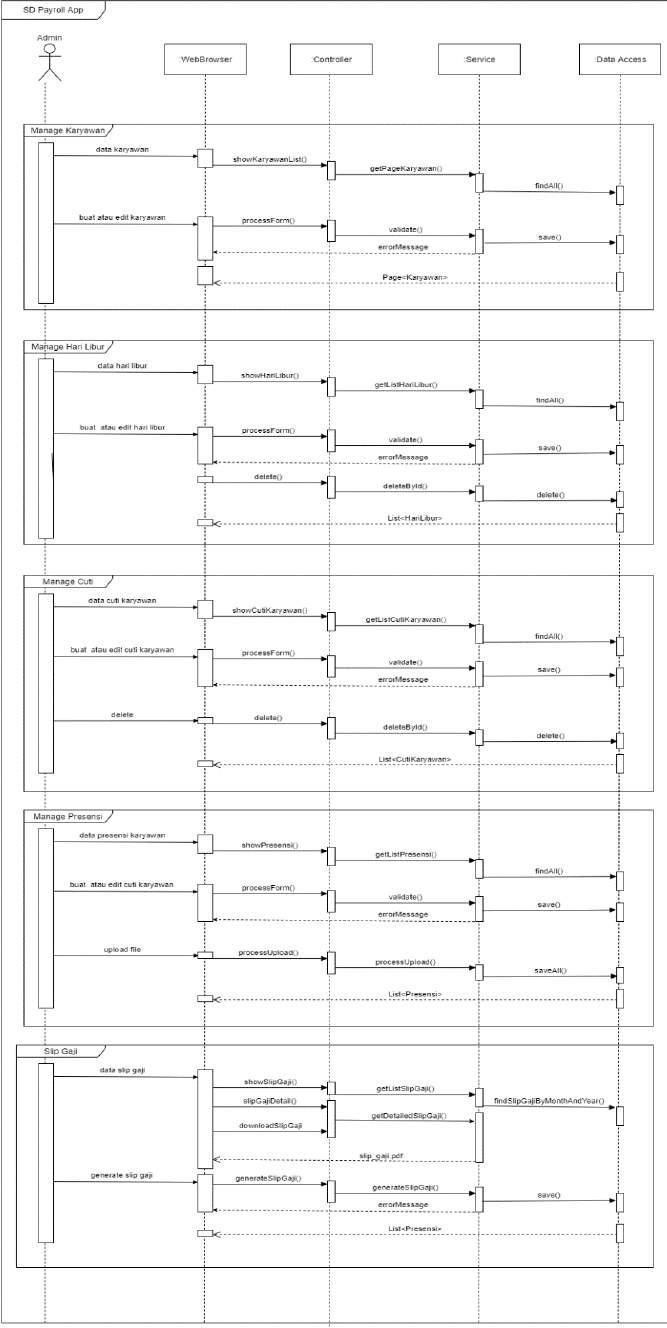 SD Payroll App
Admin
:WebBrowser
:Controller
:Service
:Data Access
Manage Karyawan
data karyawan
showKaryawanList()
getPageKaryawan()
findAll()
buat atau edit karyawan
processForm()
validate()
save()
errorMessage
Page<Karyawan>
Manage Hari Libur
data hari libur
showHariLibur()
getListHariLibur()
findAll()
buat atau edit hari libur
processForm()
validate()
save()
errorMessage
delete()
deleteById()
delete()
List<HariLibur>
Manage Cuti
data cuti karyawan
showCutiKaryawan()
getListCutiKaryawan()
findAll()
buat atau edit cuti karyawan
processForm()
validate()
save()
errorMessage
delete
delete()
deleteById()
delete()
List<CutiKaryawan>
Manage Presensi
data presensi karyawan
showPresensi()
getListPresensi()
findAll()
buat atau edit cuti karyawan
processForm()
validate()
save()
errorMessage
upload file
processUpload()
processUpload()
saveAll()
List<Presensi>
Slip Gaji
data slip gaji
showSlipGaji()
getListSlipGaji()
findSlipGajiByMonthAndYear()
slipGajiDetail()
getDetailedSlipGaji()
downloadSlipGaji
slip_gaji.pdf
generate slip gaji
generateSlipGaji()
generateSlipGaji()
save()
errorMessage
List<Presensi>